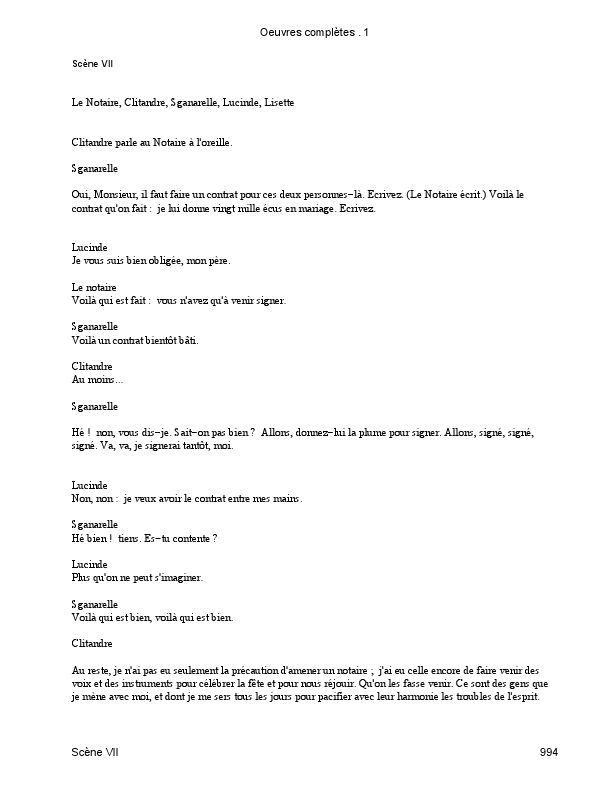 Oeuvres complètes . 1
Scène VII
Le Notaire, Clitandre, Sganarelle, Lucinde, Lisette
Clitandre parle au Notaire à l'oreille.
Sganarelle
Oui, Monsieur, il faut faire un contrat pour ces deux personnes−là. Ecrivez. (Le Notaire écrit.) Voilà le
contrat qu'on fait : je lui donne vingt mille écus en mariage. Ecrivez.
Lucinde
Je vous suis bien obligée, mon père.
Le notaire
Voilà qui est fait : vous n'avez qu'à venir signer.
Sganarelle
Voilà un contrat bientôt bâti.
Clitandre
Au moins...
Sganarelle
Hé ! non, vous dis−je. Sait−on pas bien ? Allons, donnez−lui la plume pour signer. Allons, signé, signé,
signé. Va, va, je signerai tantôt, moi.
Lucinde
Non, non : je veux avoir le contrat entre mes mains.
Sganarelle
Hé bien ! tiens. Es−tu contente ?
Lucinde
Plus qu'on ne peut s'imaginer.
Sganarelle
Voilà qui est bien, voilà qui est bien.
Clitandre
Au reste, je n'ai pas eu seulement la précaution d'amener un notaire ; j'ai eu celle encore de faire venir des
voix et des instruments pour célébrer la fête et pour nous réjouir. Qu'on les fasse venir. Ce sont des gens que
je mène avec moi, et dont je me sers tous les jours pour pacifier avec leur harmonie les troubles de l'esprit.
Scène VII 994